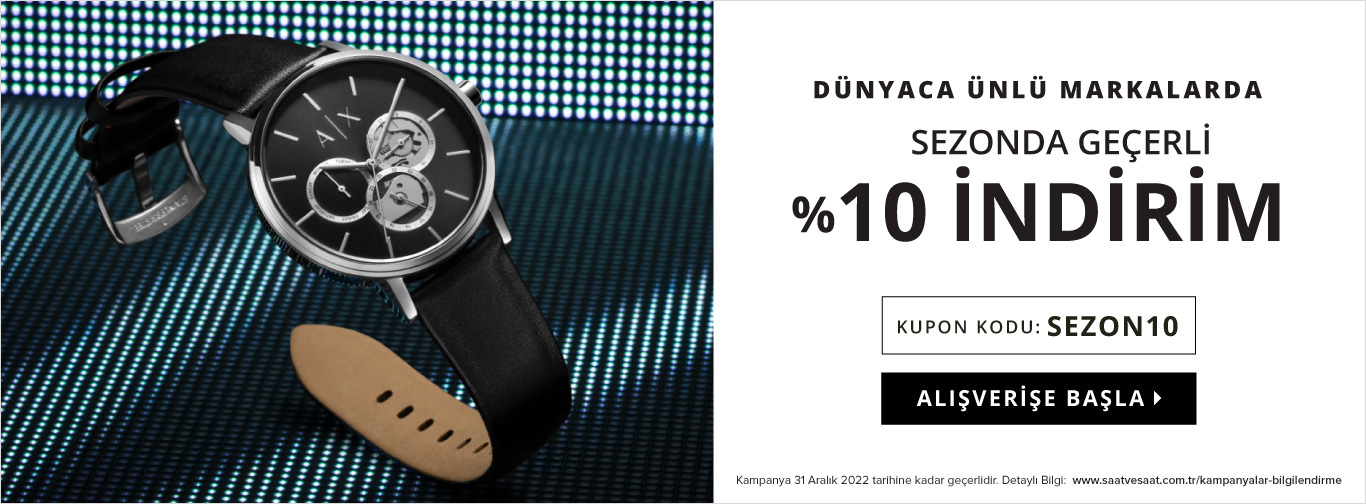 A|X
DÜNYACA ÜNLÜ MARKALARDA
SEZONDA GEÇERLİ
%10 İNDİRİM
KUPON KODU: SEZON10
ALIŞVERİŞE BAŞLA
Kampanya 31 Aralık 2022 tarihine kadar geçerlidir. Detaylı Bilgi: www.saatvesaat.com.tr/kampanyalar-bilgilendirme